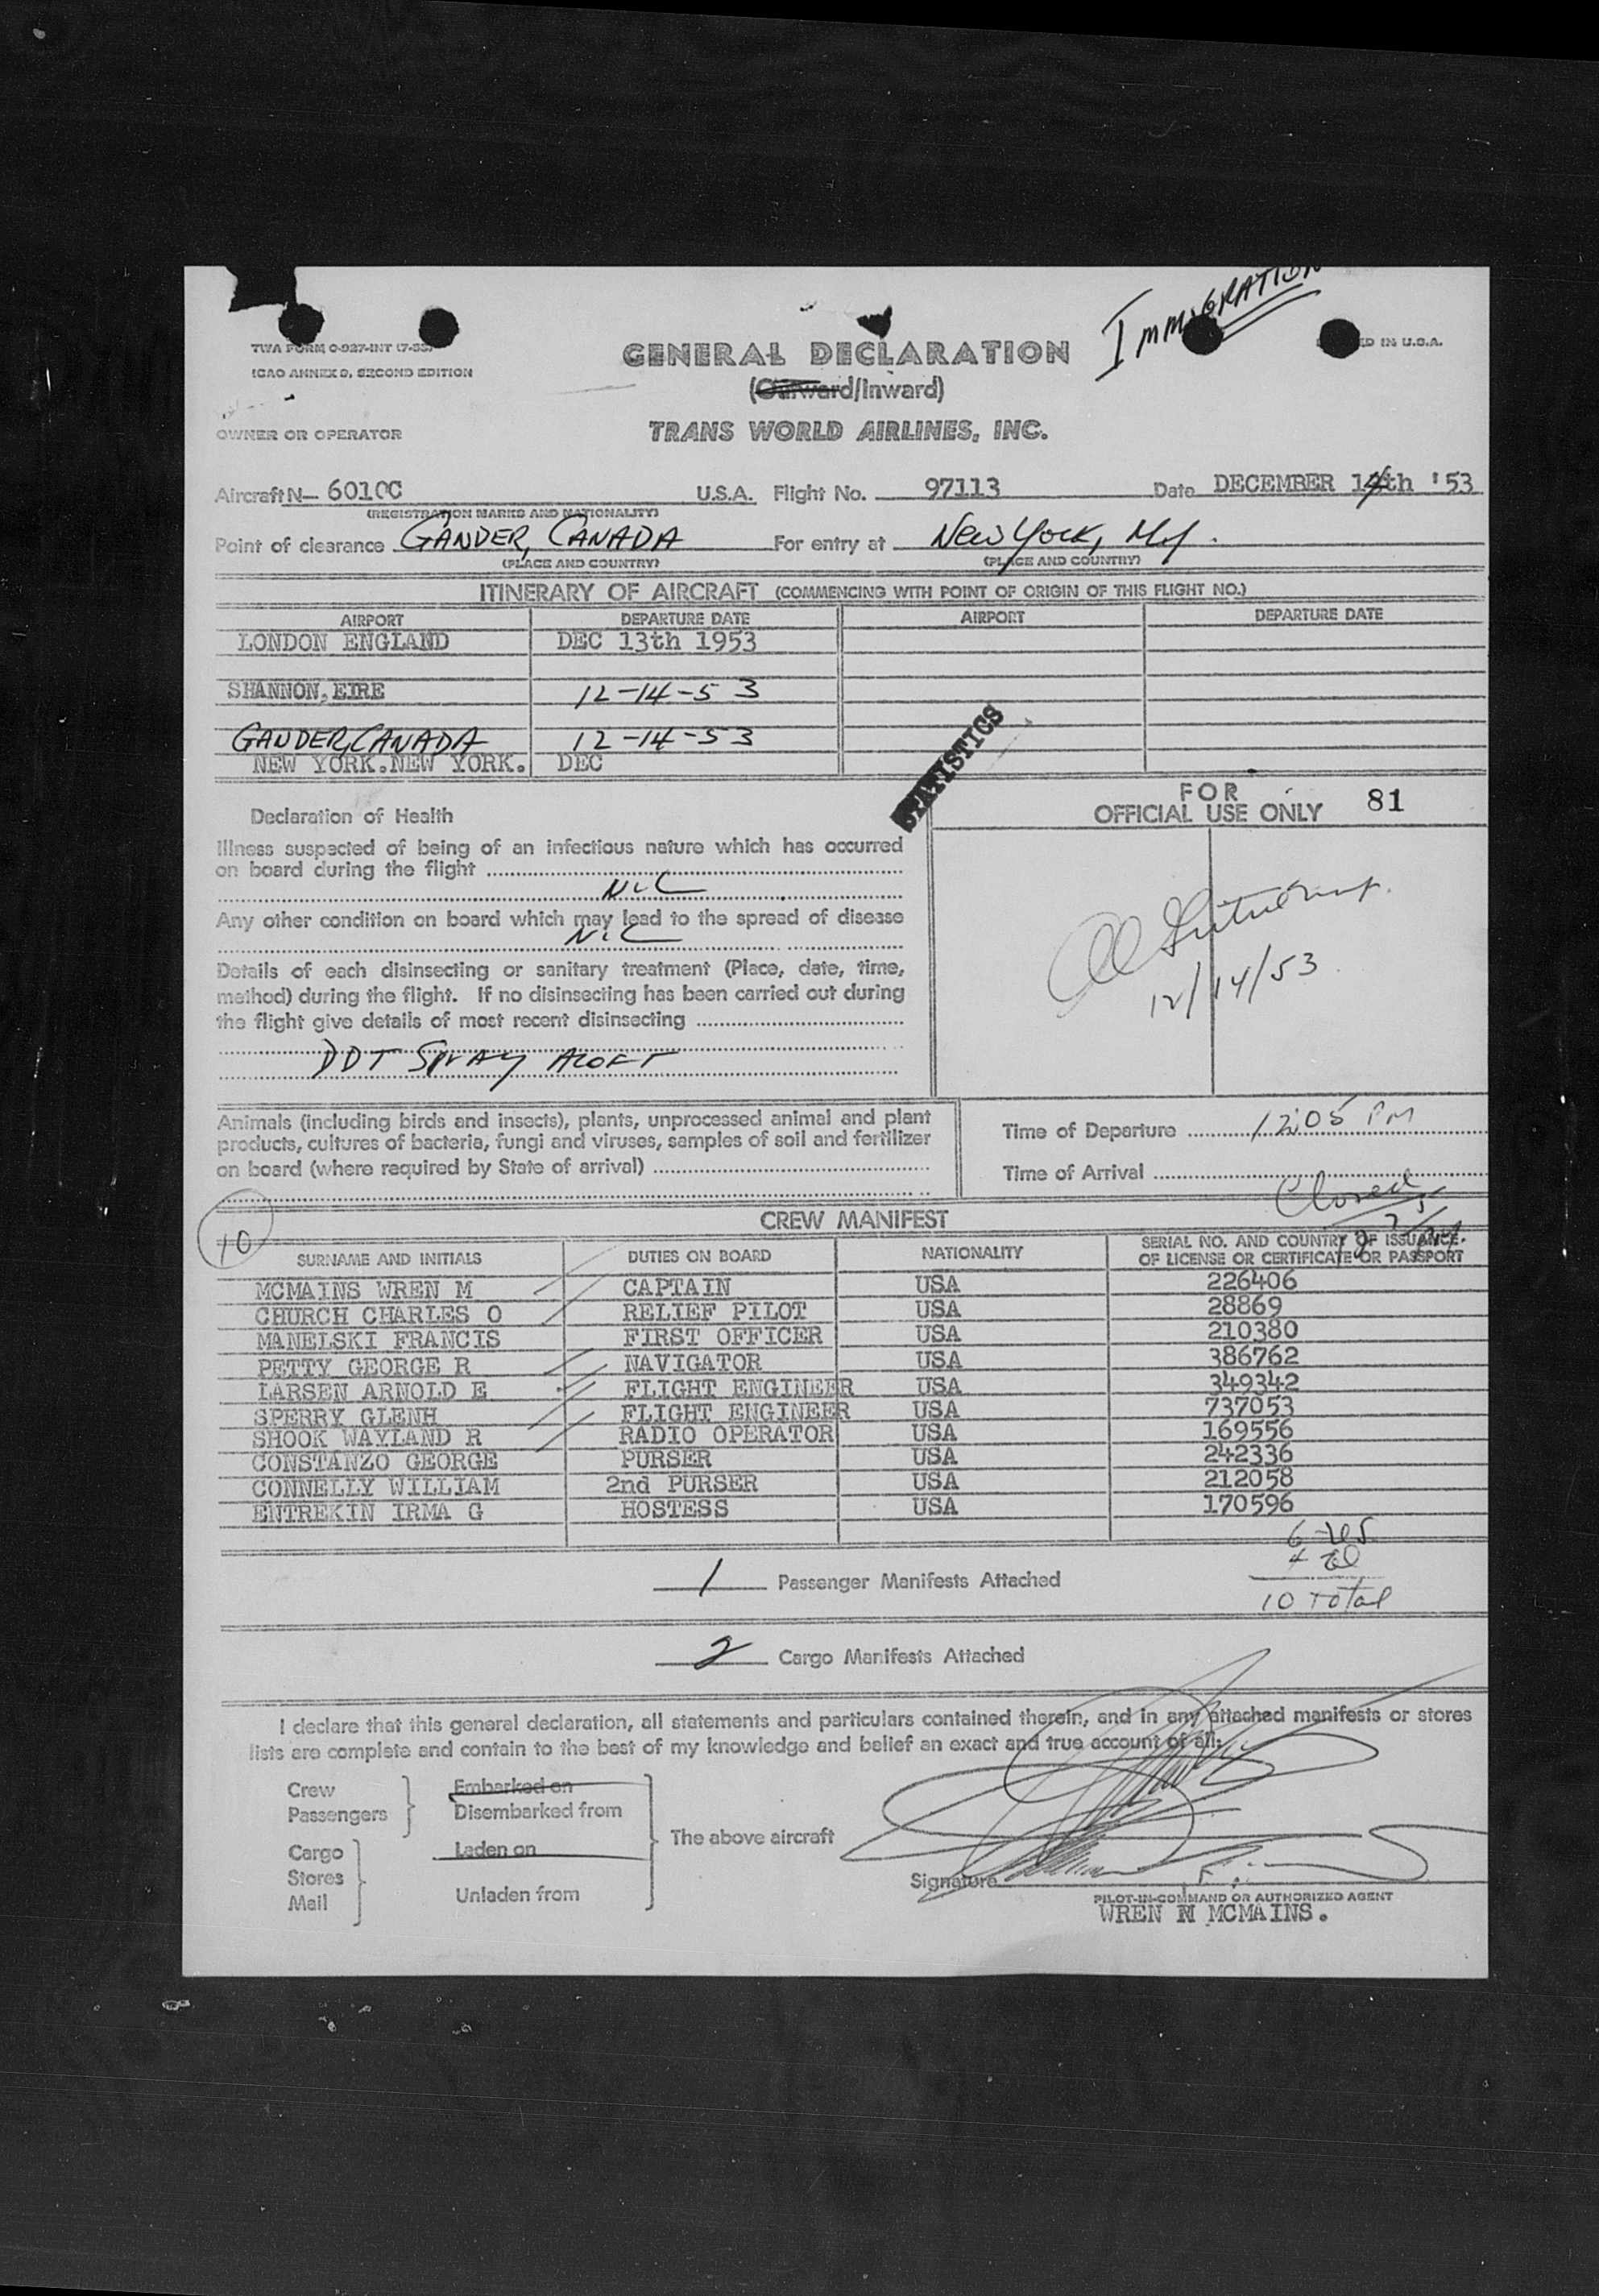 IMMIGRATION
TWA FORM O-927-INT (7-53)
ICAO ANNEX 9, SECOND EDITION
ED IN U.S.A.
GENERAL DECLARATION
(Outward/Inward)
OWNER OR OPERATOR
TRANS WORLD AIRLINES, INC.
Aircraft N— 6010C U.S.A. Flight No. 97113 Date DECEMBER 14th '53
(REGISTRATION MARKS AND NATIONALITY)
Point of clearance GANDER, CANADA For entry at New York, N.Y.
(PLACE AND COUNTRY) (PLACE AND COUNTRY)
ITINERARY OF AIRCRAFT (COMMENCING WITH POINT OF ORIGIN OF THIS FLIGHT NO.)
AIRPORT DEPARTURE DATE AIRPORT DEPARTURE DATE
LONDON ENGLAND DEC 13th 1953
SHANNON, EIRE 12-14-53
GANDER, CANADA 12-14-53
NEW YORK.NEW YORK. DEC
STATISTICS
FOR
OFFICIAL USE ONLY 81
Declaration of Health
Illness suspected of being of an infectious nature which has occurred
on board during the flight
NIL
Any other condition on board which may lead to the spread of disease
NIL
Details of each disinsecting or sanitary treatment (Place, date, time,
method) during the flight. If no disinsecting has been carried out during
the flight give details of most recent disinsecting
DDT SPRAY ALOFT
12/14/53
Animals (including birds and insects), plants, unprocessed animal and plant
products, cultures of bacteria, fungi and viruses, samples of soil and fertilizer
on board (where required by State of arrival)
Time of Departure 12:05 PM
Time of Arrival
Closed
10
CREW MANIFEST
SURNAME AND INITIALS DUTIES ON BOARD NATIONALITY SERIAL NO. AND COUNTRY OF ISSUANCE OF LICENSE OR CERTIFICATE OR PASSPORT
MCMAINS WREN M CAPTAIN USA 226406
CHURCH CHARLES O RELIEF PILOT USA 28869
MANELSKI FRANCIS FIRST OFFICER USA 210380
PETTY GEORGE R NAVIGATOR USA 386762
LARSEN ARNOLD E FLIGHT ENGINEER USA 349342
SPERRY GLENH FLIGHT ENGINEER USA 737053
SHOOK WAYLAND R RADIO OPERATOR USA 169556
CONSTANZO GEORGE PURSER USA 242336
CONNELLY WILLIAM 2nd PURSER USA 212058
ENTREKIN IRMA G HOSTESS USA 170596
10 Total
1 Passenger Manifests Attached
2 Cargo Manifests Attached
I declare that this general declaration, all statements and particulars contained therein, and in any attached manifests or stores
lists are complete and contain to the best of my knowledge and belief an exact and true account of all:
Crew
Passengers
Embarked on
Disembarked from
Cargo
Stores
Mail
Laden on
Unladen from
The above aircraft
Signature
PILOT-IN-COMMAND OR AUTHORIZED AGENT
WREN M MCMAINS.